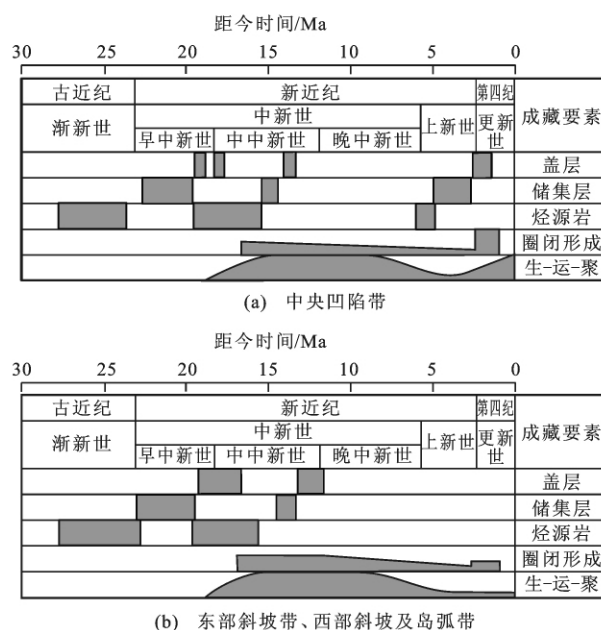 距今时间/Ma
30 25 20 15 10 5 0
古近纪 新近纪 第四纪 成藏要素
渐新世 中新世 上新世 更新世
早中新世 中中新世 晚中新世
盖层
储集层
烃源岩
圈闭形成
生-运-聚
(a) 中央凹陷带
距今时间/Ma
30 25 20 15 10 5 0
古近纪 新近纪 第四纪 成藏要素
渐新世 中新世 上新世 更新世
早中新世 中中新世 晚中新世
盖层
储集层
烃源岩
圈闭形成
生-运-聚
(b) 东部斜坡带、西部斜坡及岛弧带